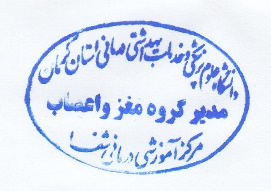 دانشگاه علوم پزشکی و خدمات بهداشتی درمانی استان کرمان
مدیر گروه مغز و اعصاب
مرکز آموزشی درمانی شفا